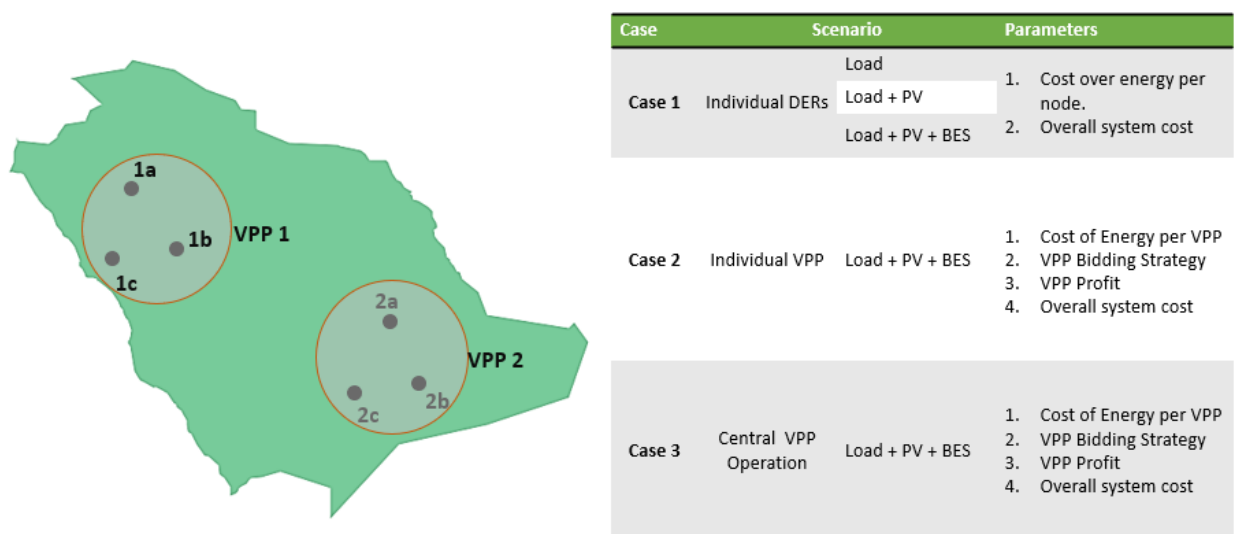 1a
1b
VPP 1
1c
2a
VPP 2
2b
2c
Case Scenario Parameters
Case 1 Individual DERs
Load
Load + PV
Load + PV + BES
1. Cost over energy per
node.
2. Overall system cost
Case 2 Individual VPP Load + PV + BES
1. Cost of Energy per VPP
2. VPP Bidding Strategy
3. VPP Profit
4. Overall system cost
Case 3
Central VPP
Operation
Load + PV + BES
1. Cost of Energy per VPP
2. VPP Bidding Strategy
3. VPP Profit
4. Overall system cost